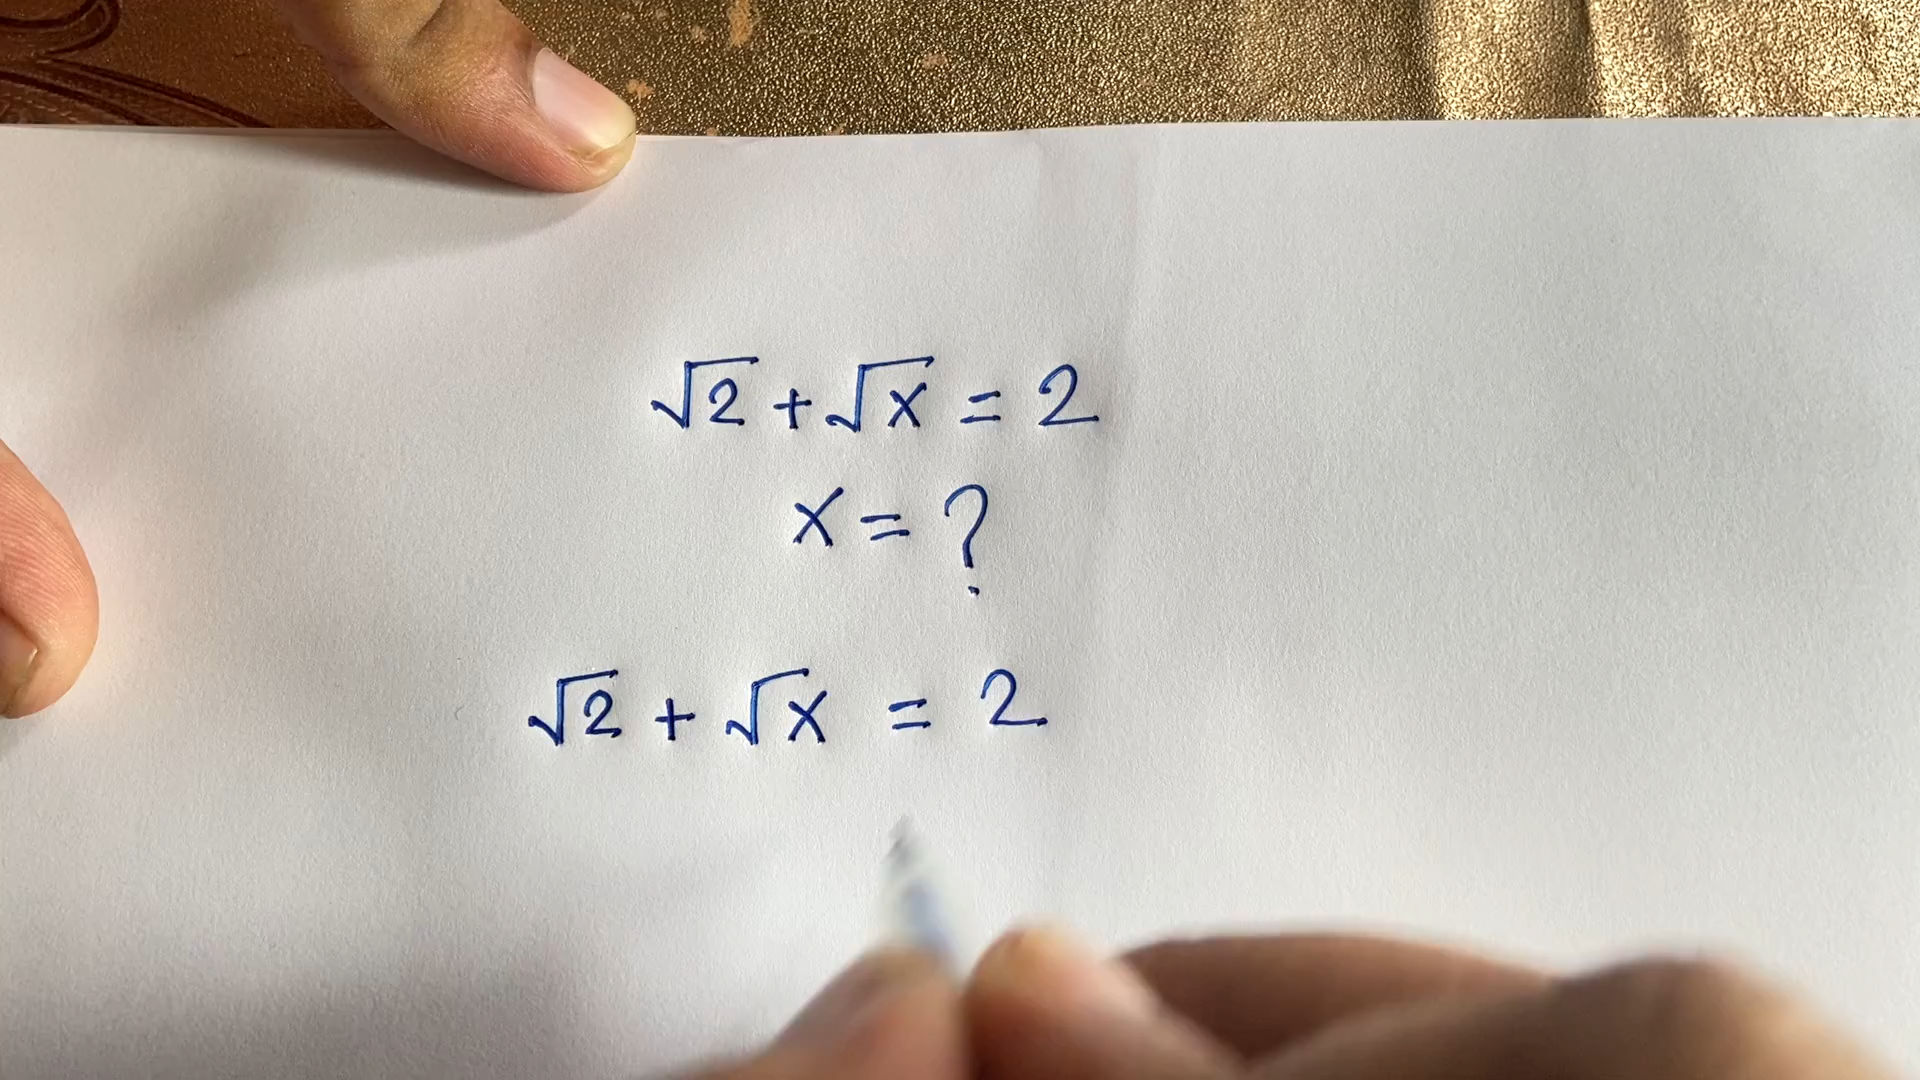 √2 + √x = 2
x = ?
√2 + √x = 2